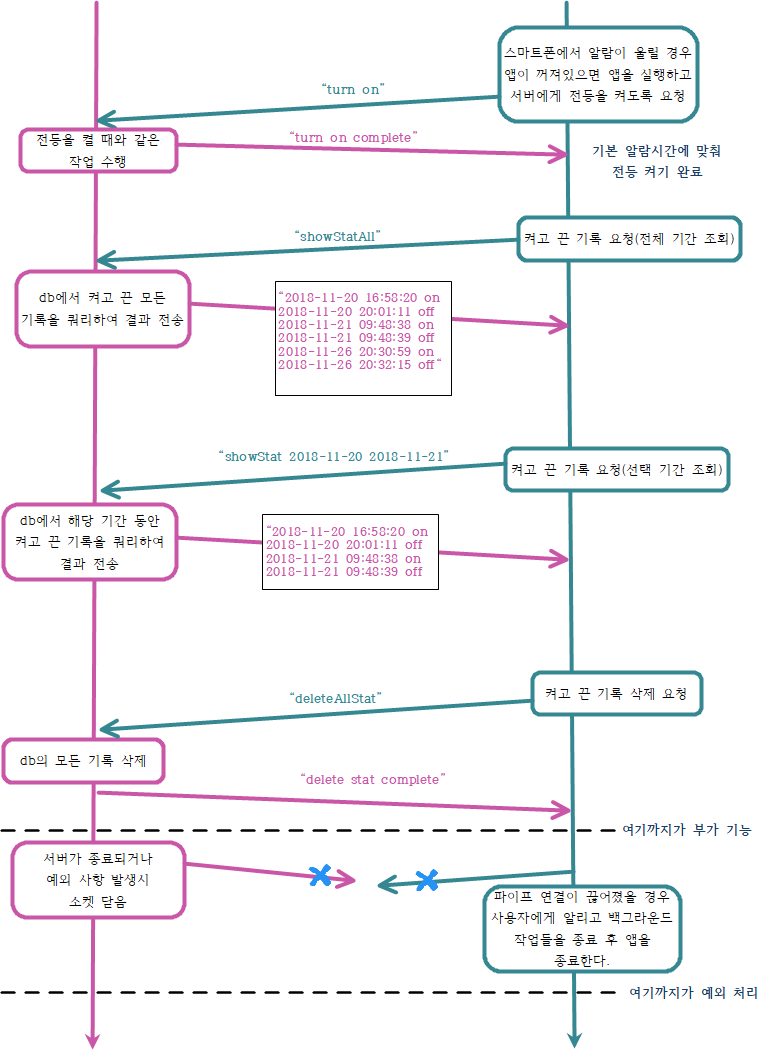 스마트폰에서 알람이 울릴 경우
앱이 꺼져있으면 앱을 실행하고
서버에게 전등을 켜도록 요청
“turn on”
전등을 켤 때와 같은
작업 수행
“turn on complete”
기본 알람시간에 맞춰
전등 켜기 완료
켜고 끈 기록 요청(전체 기간 조회)
“showStatAll”
db에서 켜고 끈 모든
기록을 쿼리하여 결과 전송
“2018-11-20 16:58:20 on
2018-11-20 20:01:11 off
2018-11-21 09:48:38 on
2018-11-21 09:48:39 off
2018-11-26 20:30:59 on
2018-11-26 20:32:15 off“
켜고 끈 기록 요청(선택 기간 조회)
“showStat 2018-11-20 2018-11-21”
db에서 해당 기간 동안
켜고 끈 기록을 쿼리하여
결과 전송
“2018-11-20 16:58:20 on
2018-11-20 20:01:11 off
2018-11-21 09:48:38 on
2018-11-21 09:48:39 off
켜고 끈 기록 삭제 요청
“deleteAllStat”
db의 모든 기록 삭제
“delete stat complete”
여기까지가 부가 기능
서버가 종료되거나
예외 사항 발생시
소켓 닫음
파이프 연결이 끊어졌을 경우
사용자에게 알리고 백그라운드
작업들을 종료 후 앱을
종료한다.
여기까지가 예외 처리